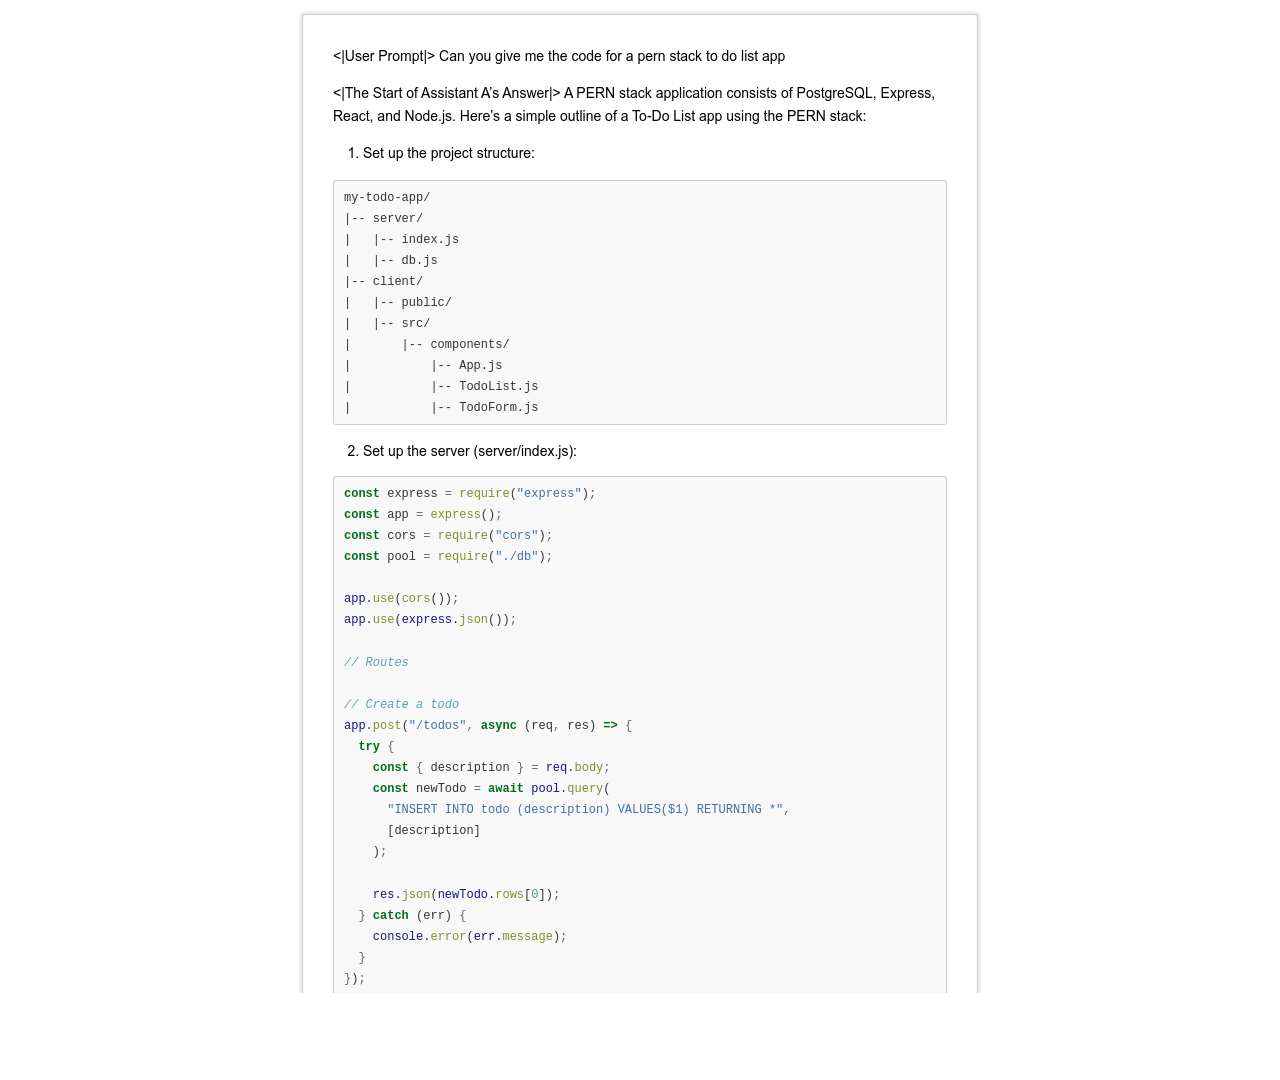 <|User Prompt|> Can you give me the code for a pern stack to do list app
<|The Start of Assistant A's Answer|> A PERN stack application consists of PostgreSQL, Express,
React, and Node.js. Here's a simple outline of a To-Do List app using the PERN stack:
1. Set up the project structure:
my-todo-app/
|-- server/
|   |-- index.js
|   |-- db.js
|-- client/
|   |-- public/
|   |-- src/
|       |-- components/
|           |-- App.js
|           |-- TodoList.js
|           |-- TodoForm.js
2. Set up the server (server/index.js):
const express = require("express");
const app = express();
const cors = require("cors");
const pool = require("./db");

app.use(cors());
app.use(express.json());

// Routes

// Create a todo
app.post("/todos", async (req, res) => {
  try {
    const { description } = req.body;
    const newTodo = await pool.query(
      "INSERT INTO todo (description) VALUES($1) RETURNING *",
      [description]
    );

    res.json(newTodo.rows[0]);
  } catch (err) {
    console.error(err.message);
  }
});